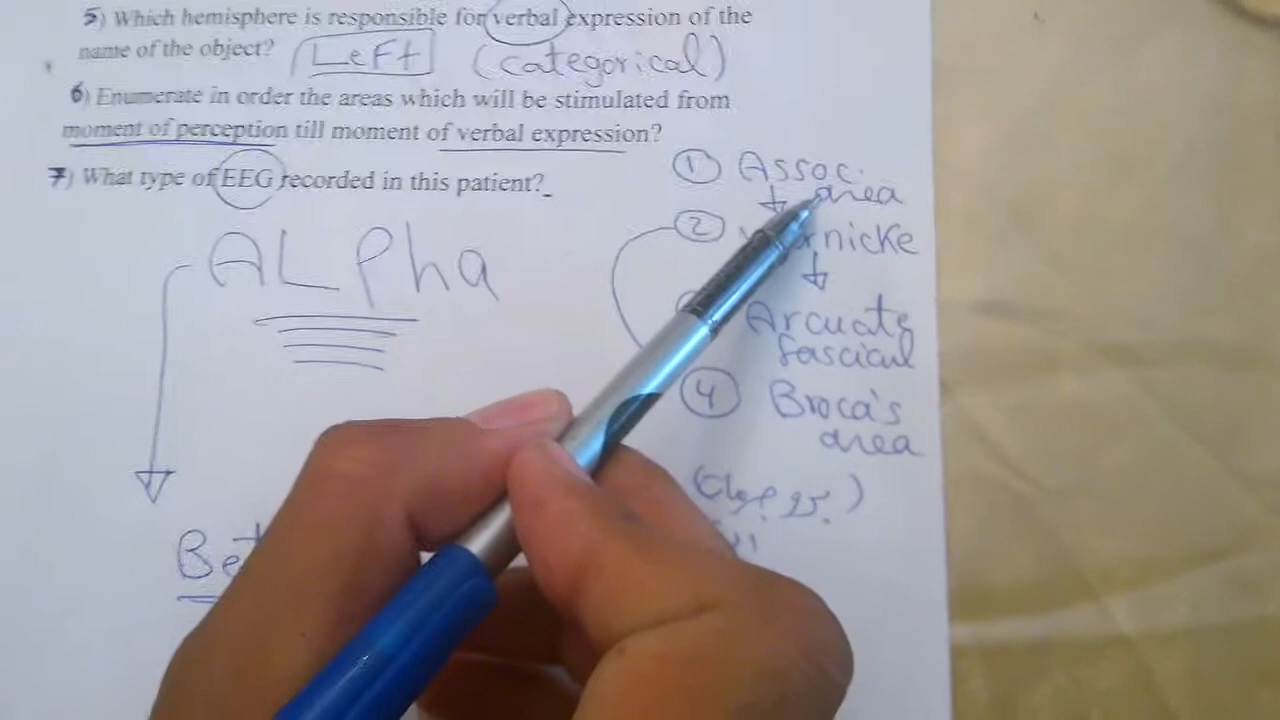 5) Which hemisphere is responsible for verbal expression of the
name of the object? Left (categorical)
6) Enumerate in order the areas which will be stimulated from
moment of perception till moment of verbal expression?
7) What type of EEG recorded in this patient?
ALPha
① Assoc.
area
② nicke
Arcuate
fascicul
④ Broca's
area